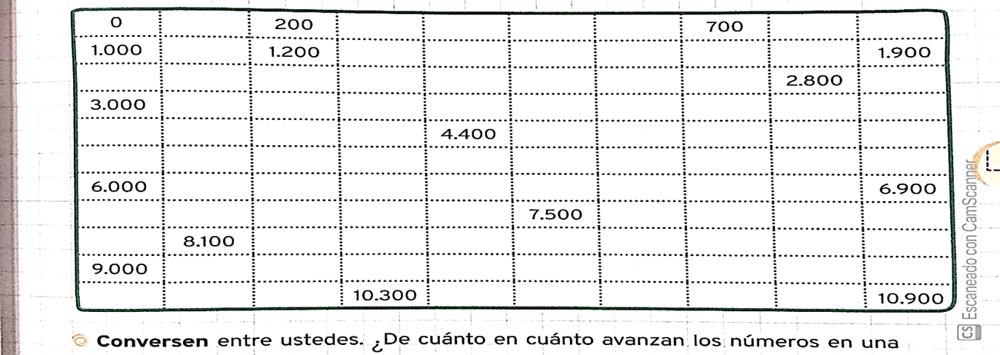 0 200 700
1.000 1.200 1.900
2.800
3.000
4.400
6.000 6.900
7.500
8.100
9.000
10.300 10.900
Conversen entre ustedes. ¿De cuánto en cuánto avanzan los números en una
CS Escaneado con CamScanner